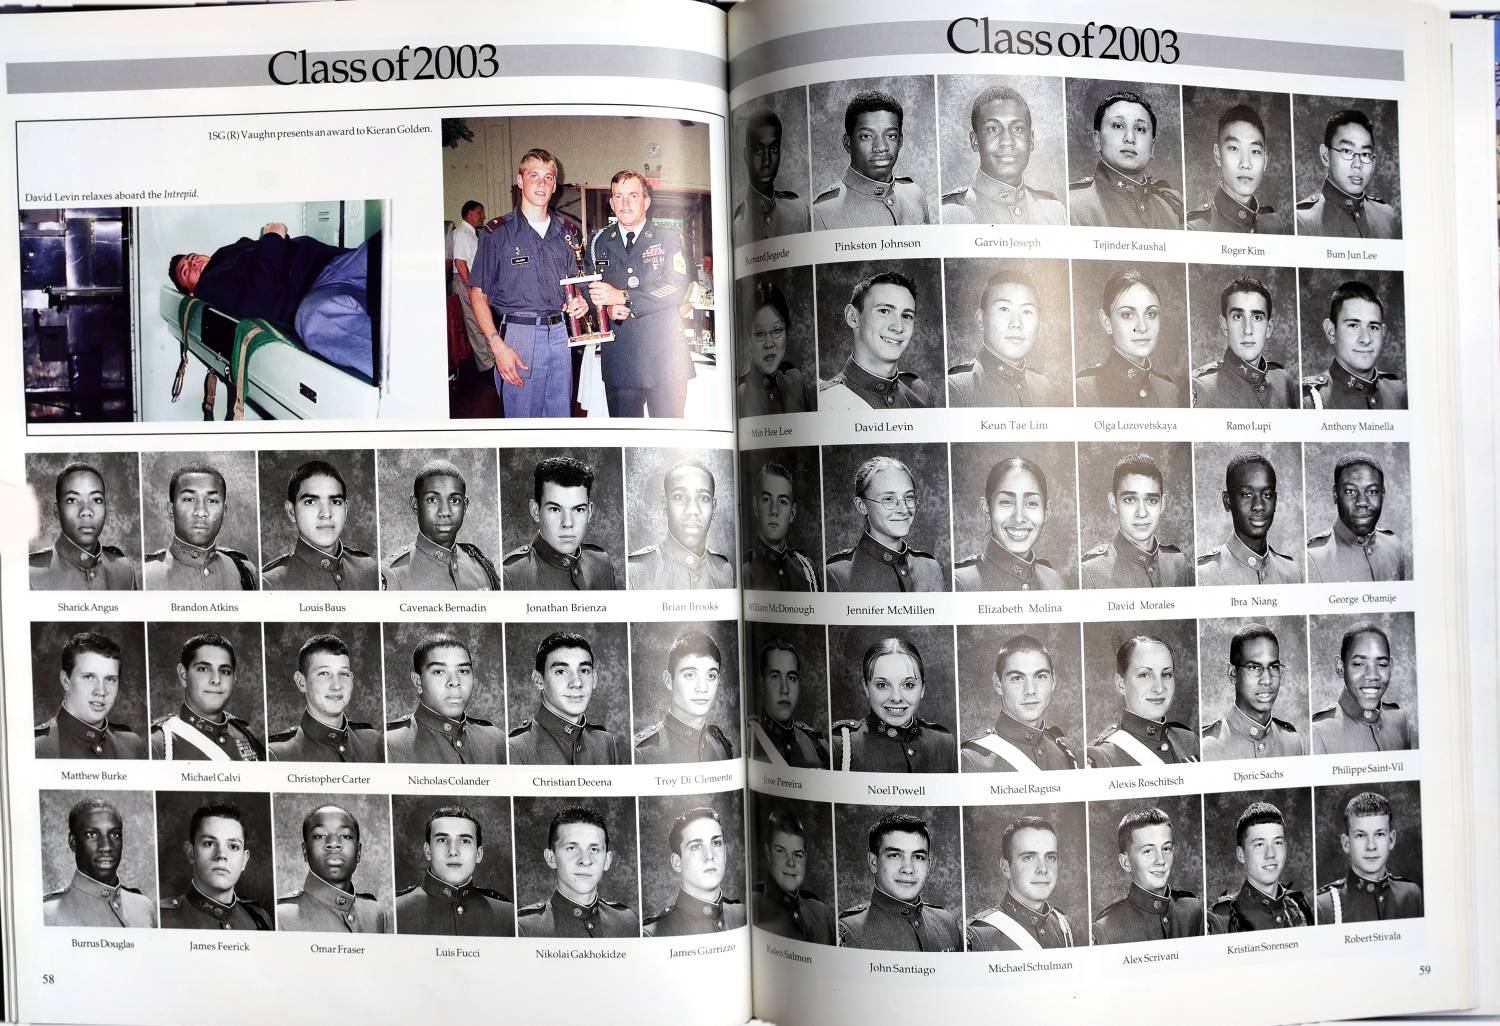 Class of 2003
1SG (R) Vaughn presents an award to Kieran Golden.
David Levin relaxes aboard the Intrepid.
Sharick Angus Brandon Atkins Louis Baus Cavenack Bernadin Jonathan Brienza Brian Brooks
Matthew Burke Michael Calvi Christopher Carter Nicholas Colander Christian Decena Troy Di Clemente
Burrus Douglas James Feerick Omar Fraser Luis Fucci Nikolai Gakhokidze James Giarrizzo
58
Class of 2003
Jegede Pinkston Johnson Garvin Joseph Tejinder Kaushal Roger Kim Bum Jun Lee
Min Hee Lee David Levin Keun Tae Lim Olga Lozovetskaya Ramo Lupi Anthony Mainella
William McDonough Jennifer McMillen Elizabeth Molina David Morales Ibra Niang George Obamije
Jose Pereira Noel Powell Michael Ragusa Alexis Roschitsch Djoric Sachs Philippe Saint-Vil
Kalen Salmon John Santiago Michael Schulman Alex Scrivani Kristian Sorensen Robert Stivala
59